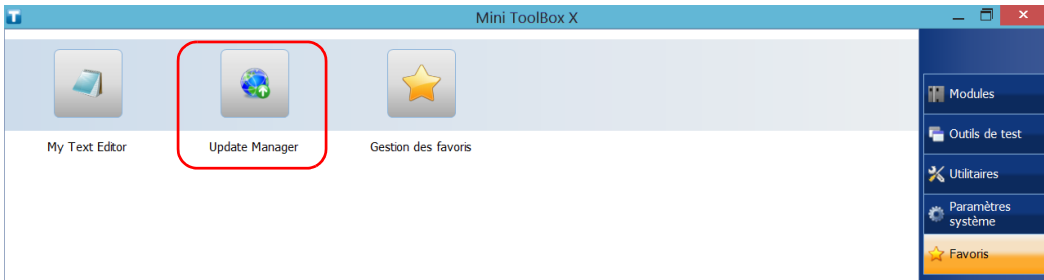 Mini ToolBox X
My Text Editor
Update Manager
Gestion des favoris
Modules
Outils de test
Utilitaires
Paramètres
système
Favoris